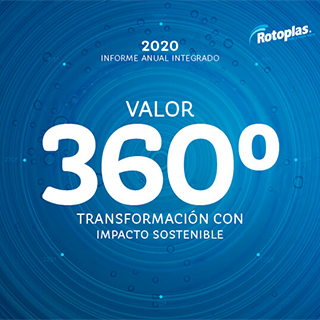 Rotoplas
2020
INFORME ANUAL INTEGRADO
VALOR
360º
TRANSFORMACIÓN CON
IMPACTO SOSTENIBLE